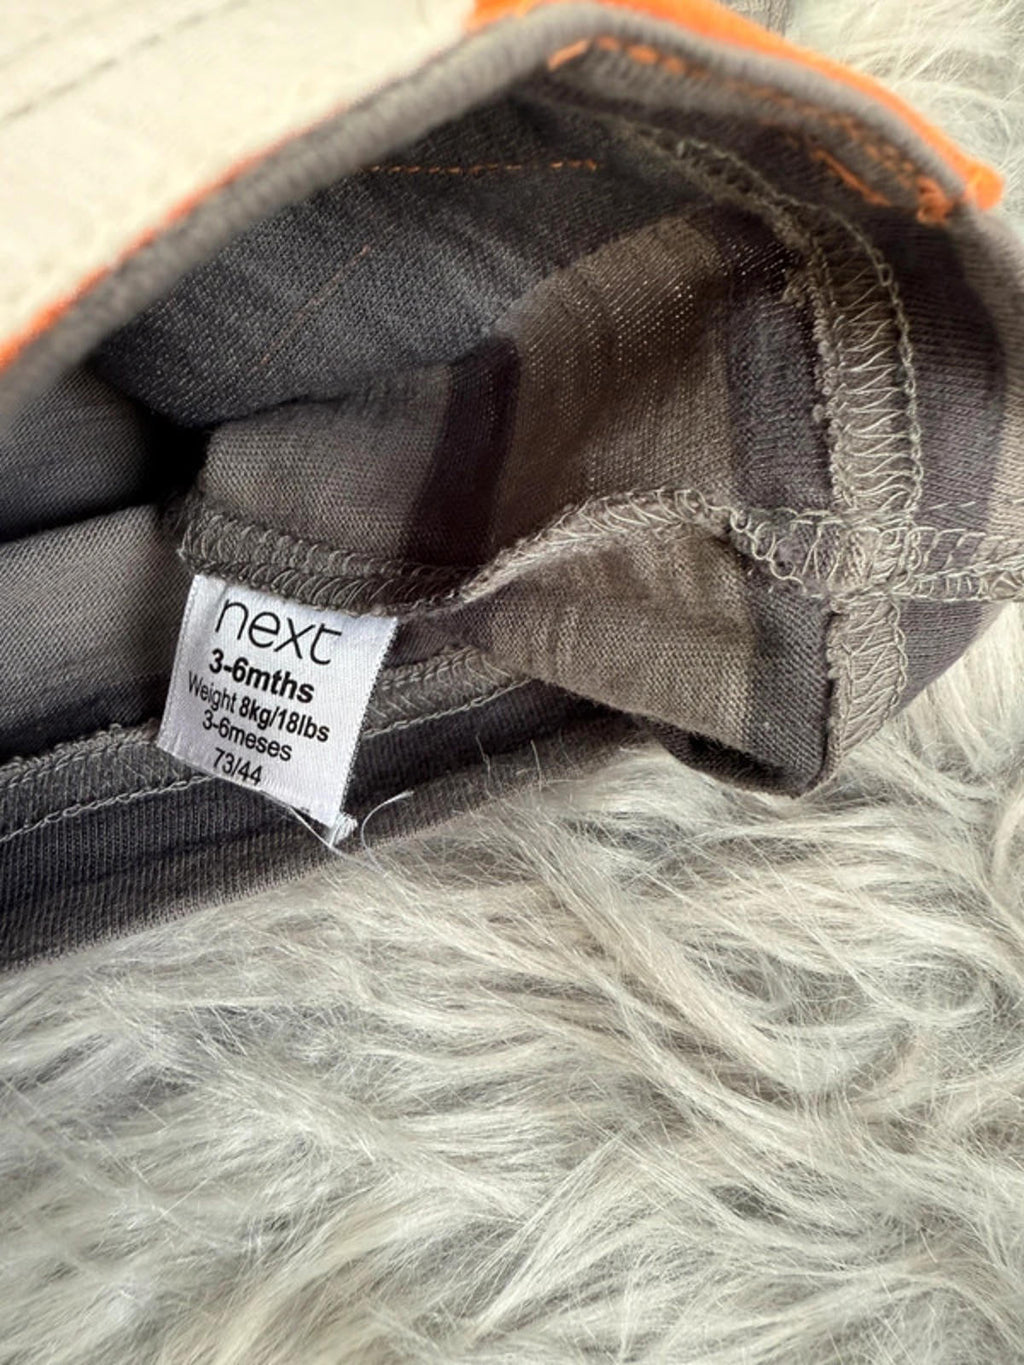 next
3-6mths
Weight 8kg/18lbs
3-6meses
73/44